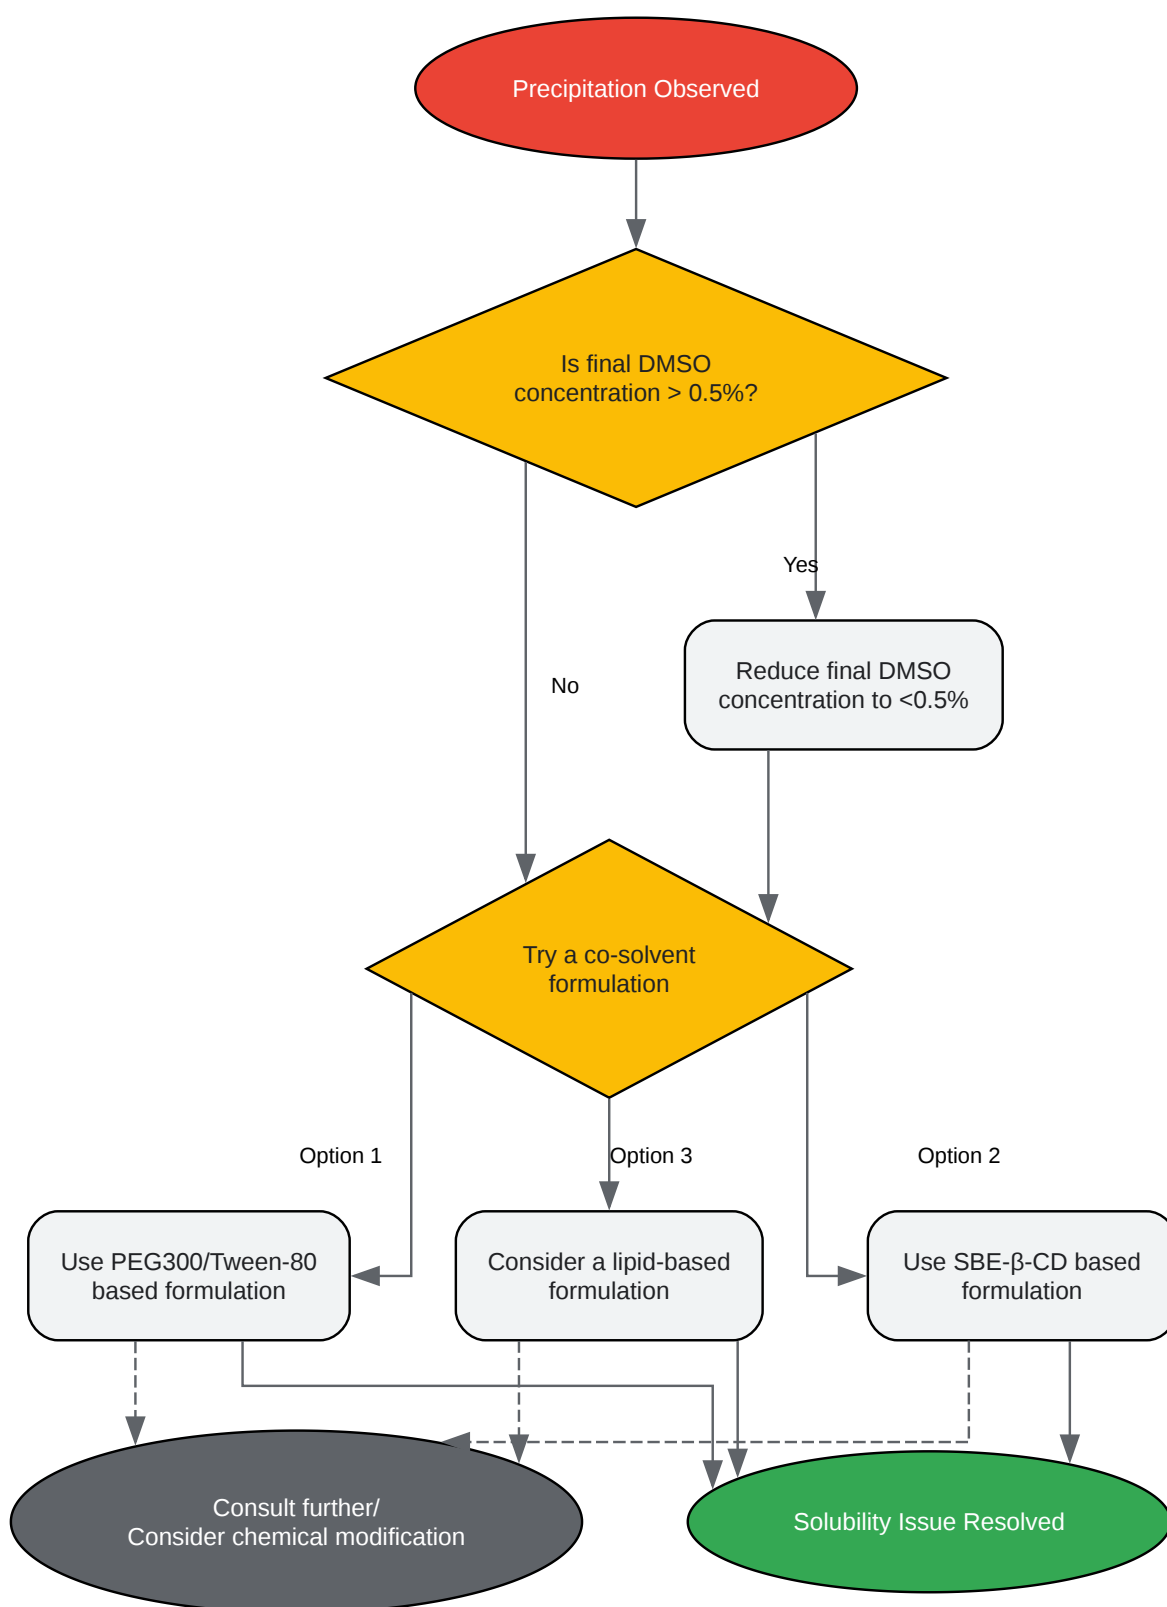 Precipitation Observed
Is final DMSO
concentration > 0.5%?
Yes
Reduce final DMSO
concentration to <0.5%
No
Try a co-solvent
formulation
Option 1
Option 3
Option 2
Use PEG300/Tween-80
based formulation
Consider a lipid-based
formulation
Use SBE-β-CD based
formulation
Consult further/
Consider chemical modification
Solubility Issue Resolved